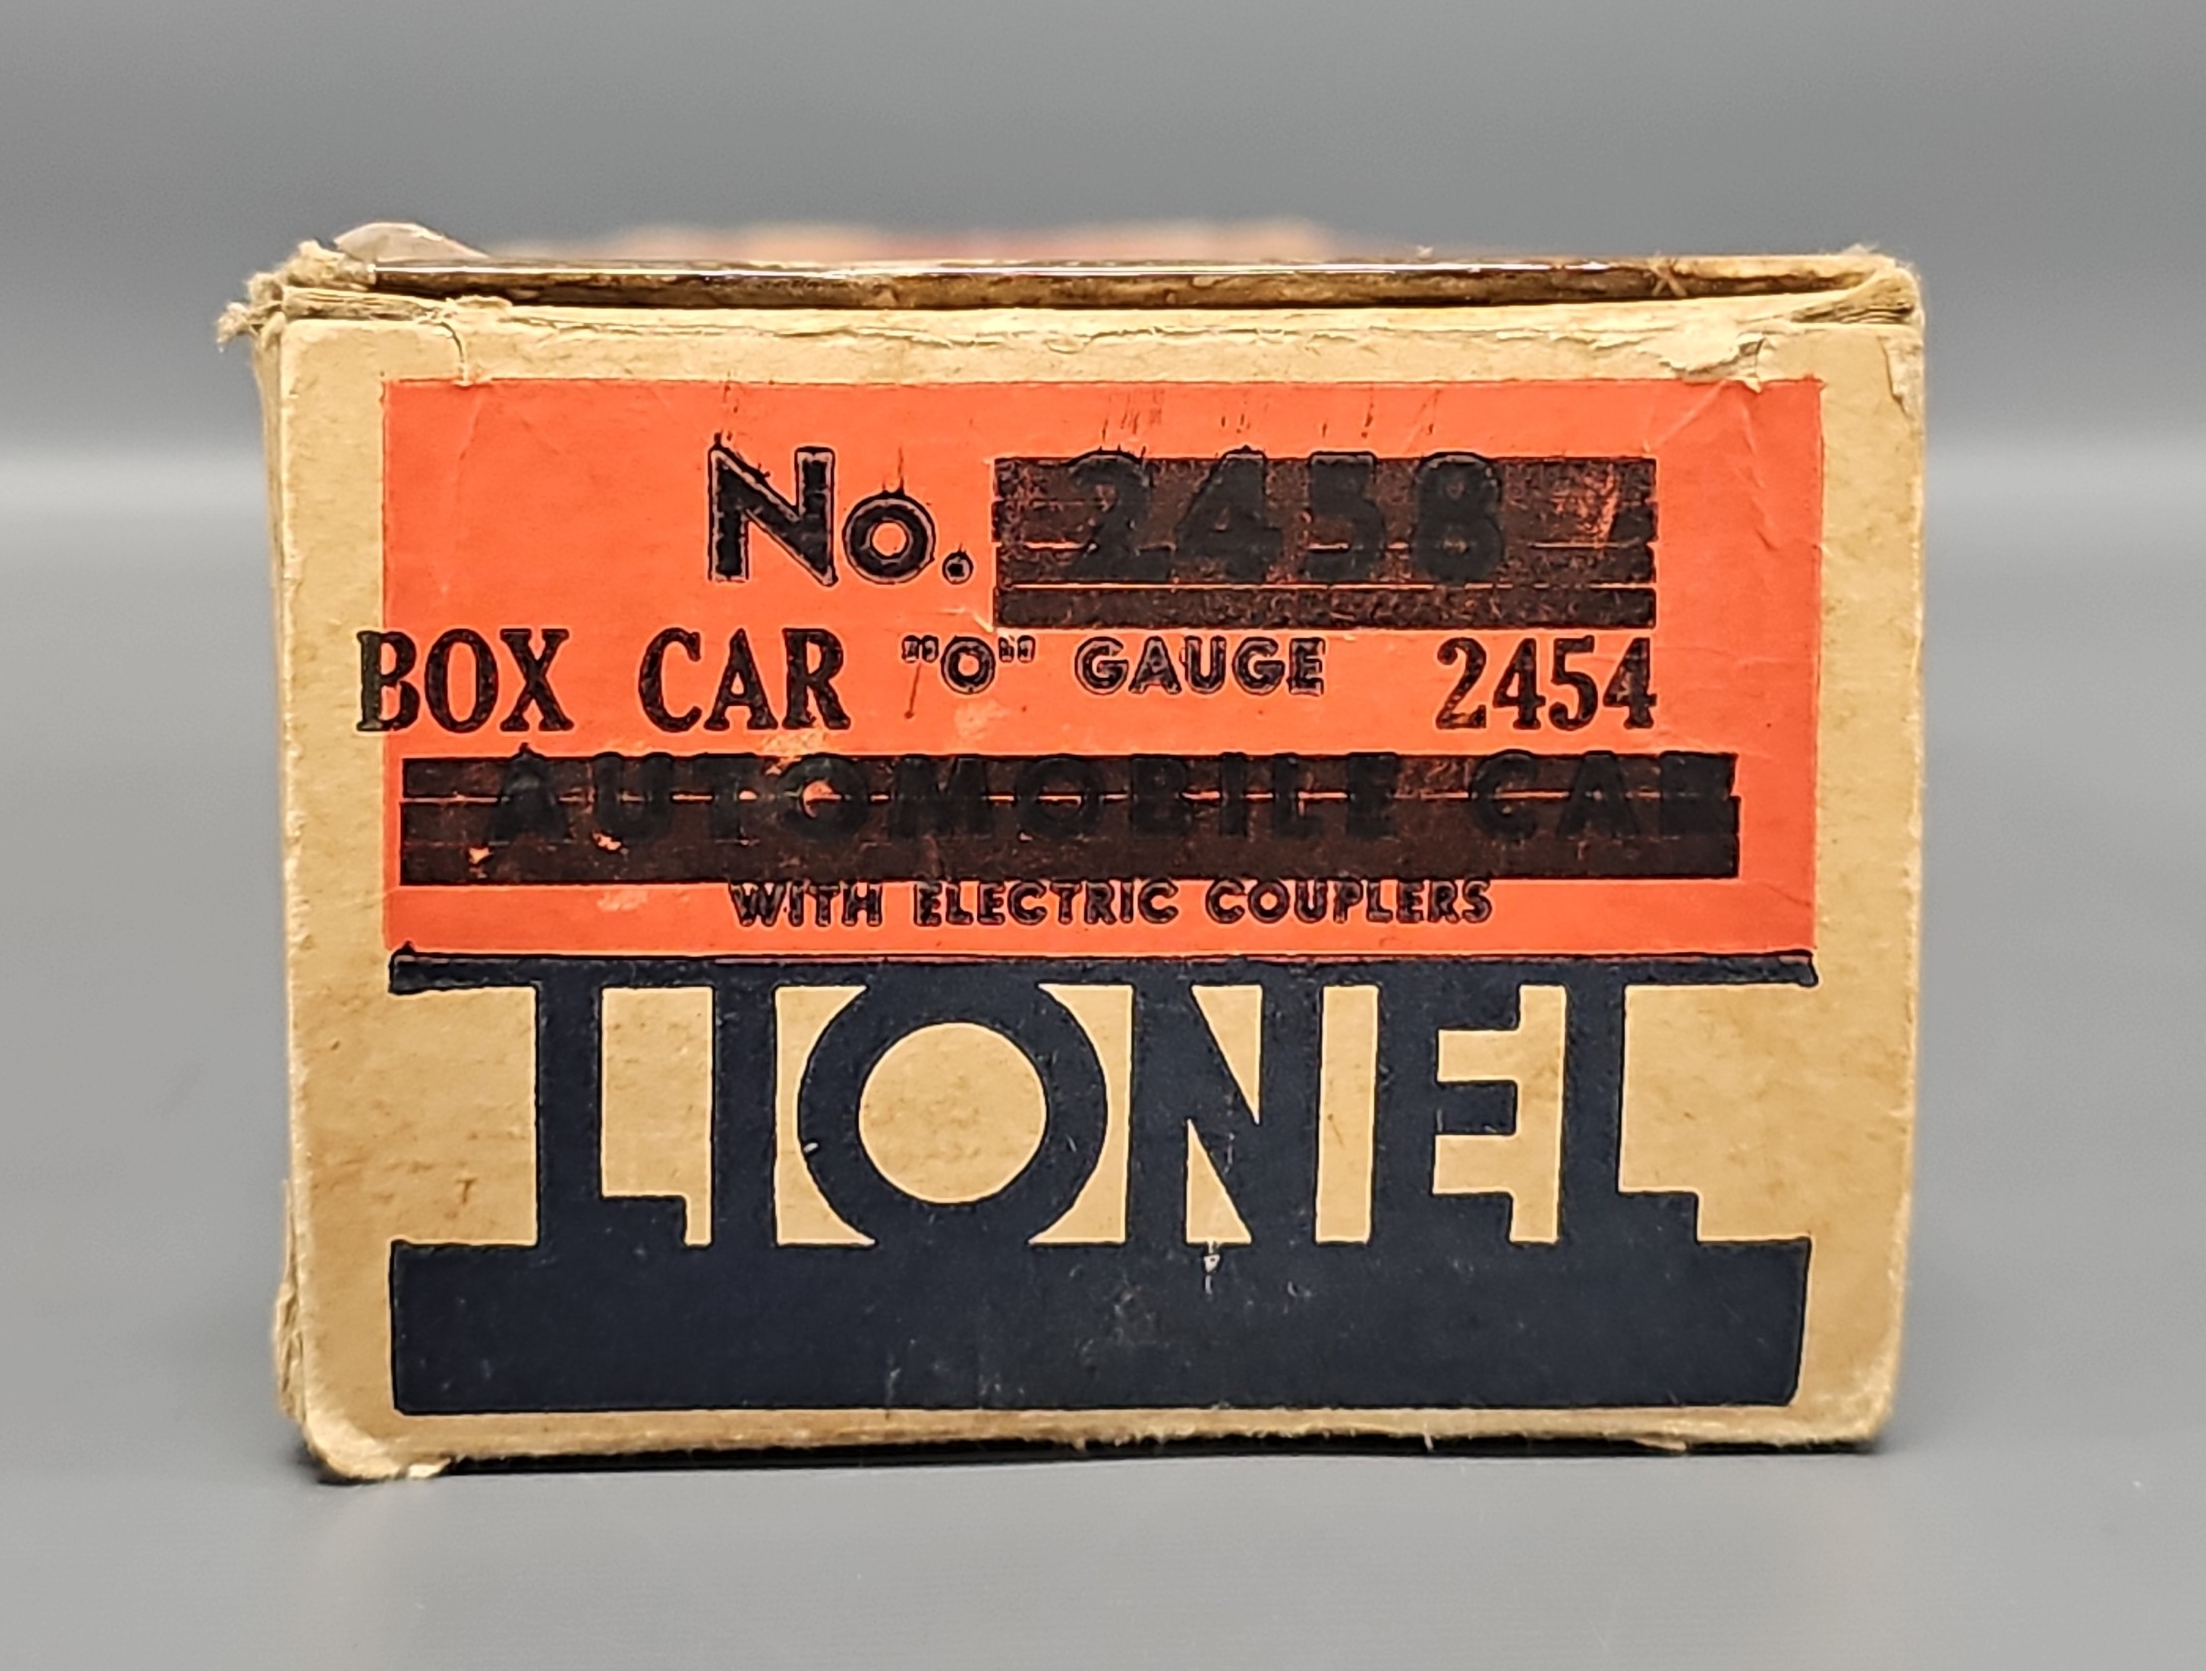 No. 2458
BOX CAR "O" GAUGE 2454
AUTOMOBILE CAR
WITH ELECTRIC COUPLERS
LIONEL